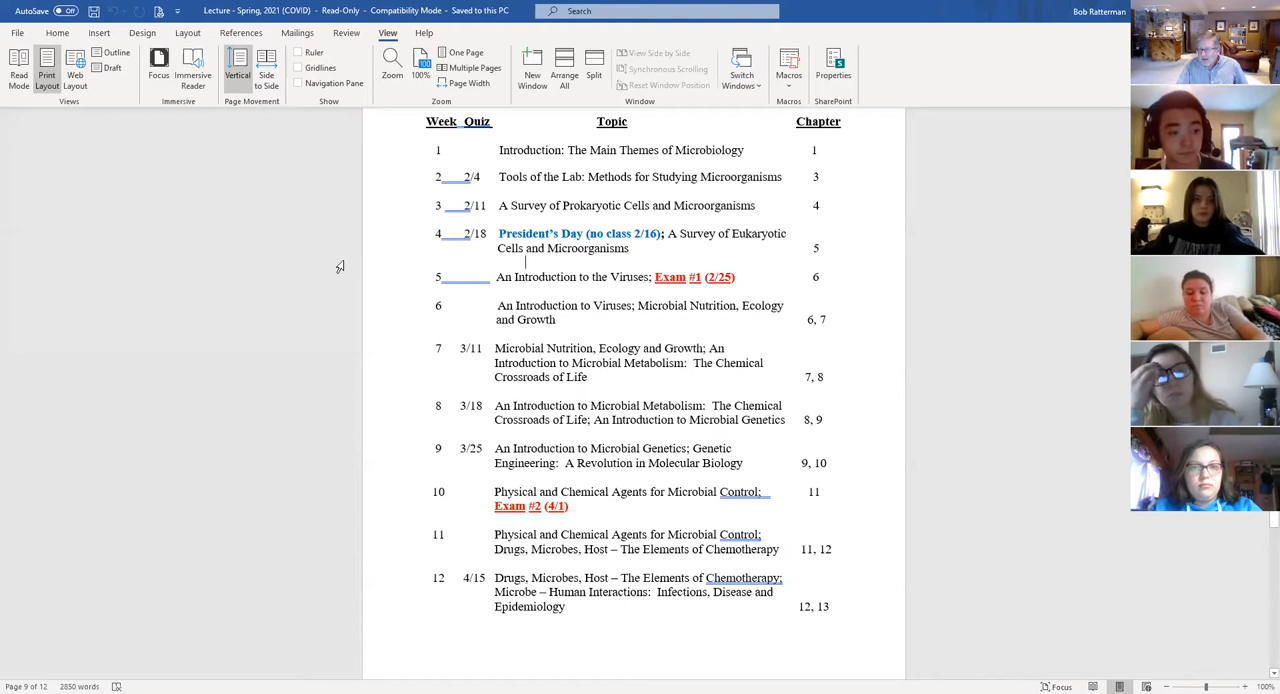 AutoSave Off Lecture - Spring, 2021 (COVID) - Read-Only - Compatibility Mode - Saved to this PC Search Bob Ratterman
File Home Insert Design Layout References Mailings Review View Help
Read Mode Print Layout Web Layout Outline Draft Focus Immersive Reader Vertical Side to Side Ruler Gridlines Navigation Pane Zoom 100% One Page Multiple Pages Page Width New Window Arrange All Split View Side by Side Synchronous Scrolling Reset Window Position Switch Windows Macros Properties
Views Immersive Page Movement Show Zoom Window Macros SharePoint
Week Quiz Topic Chapter
1 Introduction: The Main Themes of Microbiology 1
2 2/4 Tools of the Lab: Methods for Studying Microorganisms 3
3 2/11 A Survey of Prokaryotic Cells and Microorganisms 4
4 2/18 President's Day (no class 2/16); A Survey of Eukaryotic
Cells and Microorganisms 5
5 An Introduction to the Viruses; Exam #1 (2/25) 6
6 An Introduction to Viruses; Microbial Nutrition, Ecology
and Growth 6, 7
7 3/11 Microbial Nutrition, Ecology and Growth; An
Introduction to Microbial Metabolism: The Chemical
Crossroads of Life 7, 8
8 3/18 An Introduction to Microbial Metabolism: The Chemical
Crossroads of Life; An Introduction to Microbial Genetics 8, 9
9 3/25 An Introduction to Microbial Genetics; Genetic
Engineering: A Revolution in Molecular Biology 9, 10
10 Physical and Chemical Agents for Microbial Control; 11
Exam #2 (4/1)
11 Physical and Chemical Agents for Microbial Control;
Drugs, Microbes, Host – The Elements of Chemotherapy 11, 12
12 4/15 Drugs, Microbes, Host – The Elements of Chemotherapy;
Microbe – Human Interactions: Infections, Disease and
Epidemiology 12, 13
Page 9 of 12 2850 words Focus 100%